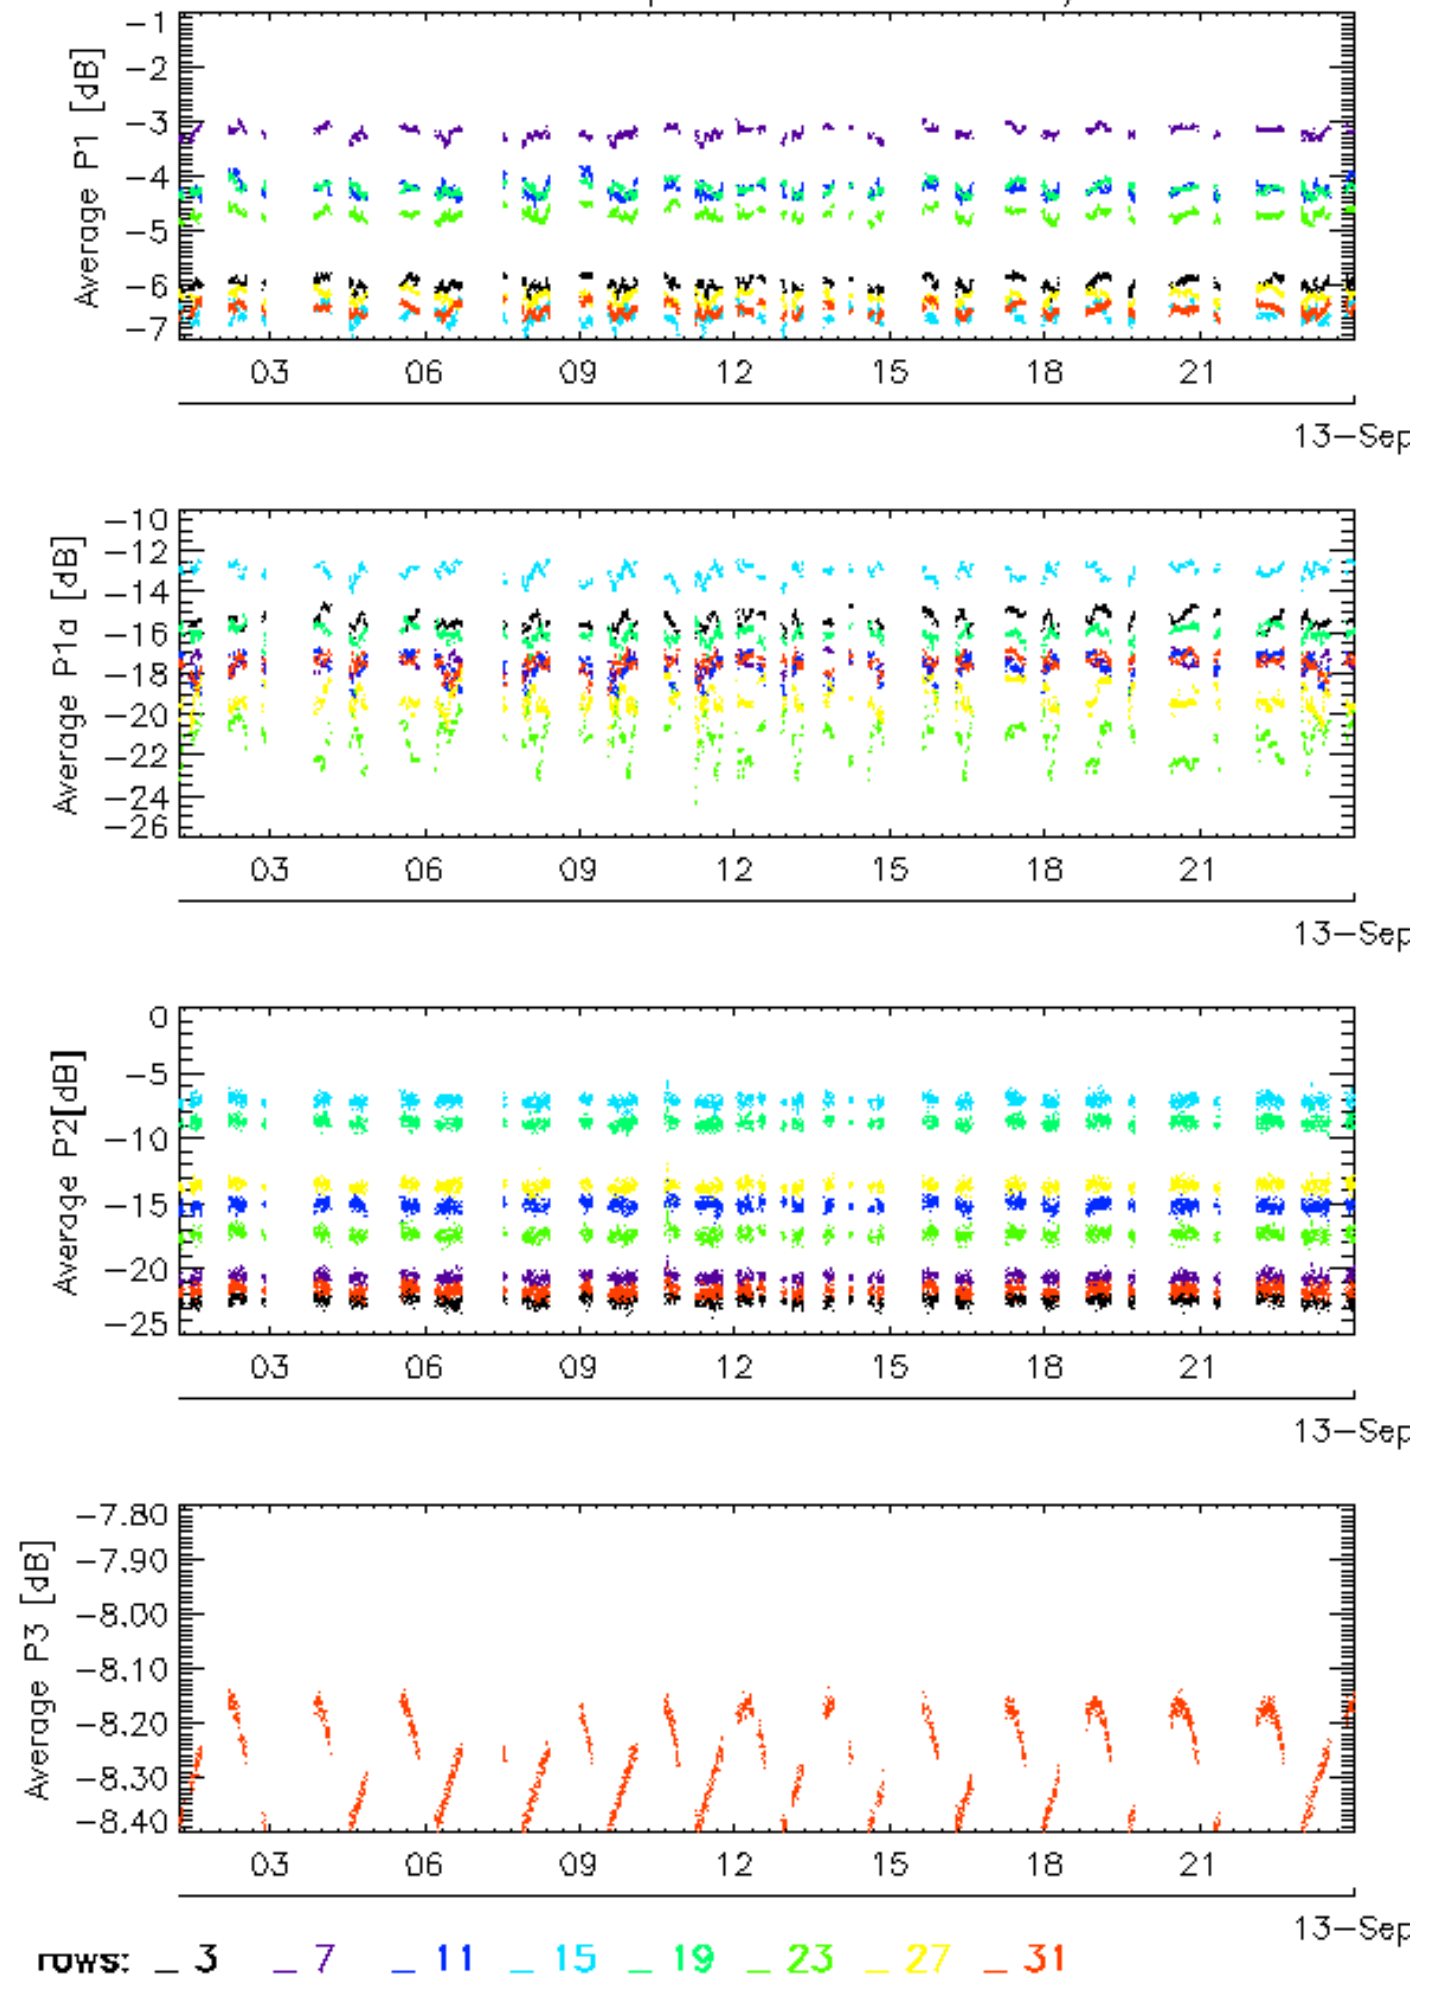 Average P1 [dB]
-1
-2
-3
-4
-5
-6
-7
03 06 09 12 15 18 21
13-Sep
Average P1a [dB]
-10
-12
-14
-16
-18
-20
-22
-24
-26
03 06 09 12 15 18 21
13-Sep
Average P2[dB]
0
-5
-10
-15
-20
-25
03 06 09 12 15 18 21
13-Sep
Average P3 [dB]
-7.80
-7.90
-8.00
-8.10
-8.20
-8.30
-8.40
03 06 09 12 15 18 21
13-Sep
rows: _ 3 _ 7 _ 11 _ 15 _ 19 _ 23 _ 27 _ 31